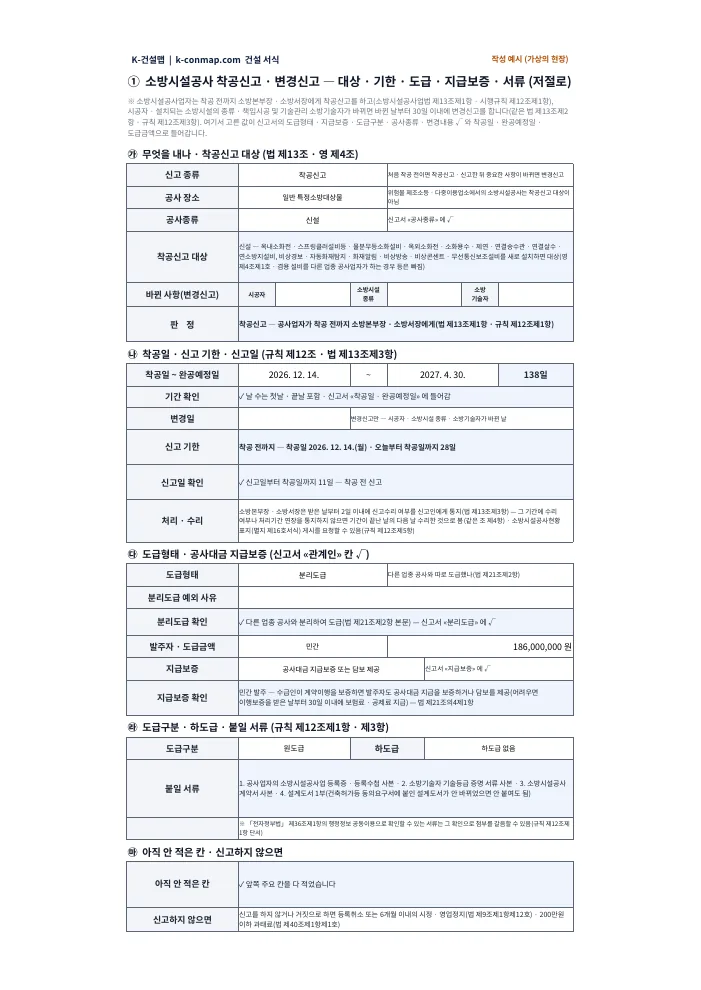 K-건설맵 | k-conmap.com 건설 서식
작성 예시 (가상의 현장)
① 소방시설공사 착공신고 · 변경신고 — 대상 · 기한 · 도급 · 지급보증 · 서류 (저절로)
※ 소방시설공사업자는 착공 전까지 소방본부장 · 소방서장에게 착공신고를 하고(소방시설공사업법 제13조제1항 · 시행규칙 제12조제1항),
시공자 · 설치되는 소방시설의 종류 · 책임시공 및 기술관리 소방기술자가 바뀌면 바뀐 날부터 30일 이내에 변경신고를 합니다(같은 법 제13조제2
항 · 규칙 제12조제3항). 여기서 고른 값이 신고서의 도급형태 · 지급보증 · 도급구분 · 공사종류 · 변경내용 √ 와 착공일 · 완공예정일 ·
도급금액으로 들어갑니다.
㉮ 무엇을 내나 · 착공신고 대상 (법 제13조 · 영 제4조)
신고 종류
착공신고
처음 착공 전이면 착공신고 · 신고한 뒤 중요한 사항이 바뀌면 변경신고
공사 장소
일반 특정소방대상물
위험물 제조소등 · 다중이용업소에서의 소방시설공사는 착공신고 대상이
아님
공사종류
신설
신고서 «공사종류» 에 √
착공신고 대상
신설 — 옥내소화전 · 스프링클러설비등 · 물분무등소화설비 · 옥외소화전 · 소화용수 · 제연 · 연결송수관 · 연결살수 ·
연소방지설비, 비상경보 · 자동화재탐지 · 화재알림 · 비상방송 · 비상콘센트 · 무선통신보조설비를 새로 설치하면 대상(영
제4조제1호 · 겸용 설비를 다른 업종 공사업자가 하는 경우 등은 빠짐)
바뀐 사항(변경신고)
시공자
소방시설
종류
소방
기술자
판 정
착공신고 — 공사업자가 착공 전까지 소방본부장 · 소방서장에게(법 제13조제1항 · 규칙 제12조제1항)
㉯ 착공일 · 신고 기한 · 신고일 (규칙 제12조 · 법 제13조제3항)
착공일 ~ 완공예정일
2026. 12. 14.
~
2027. 4. 30.
138일
기간 확인
✓ 날 수는 첫날 · 끝날 포함 · 신고서 «착공일 · 완공예정일» 에 들어감
변경일
변경신고만 — 시공자 · 소방시설 종류 · 소방기술자가 바뀐 날
신고 기한
착공 전까지 — 착공일 2026. 12. 14.(월) · 오늘부터 착공일까지 28일
신고일 확인
✓ 신고일부터 착공일까지 11일 — 착공 전 신고
처리 · 수리
소방본부장 · 소방서장은 받은 날부터 2일 이내에 신고수리 여부를 신고인에게 통지(법 제13조제3항) — 그 기간에 수리
여부나 처리기간 연장을 통지하지 않으면 기간이 끝난 날의 다음 날 수리한 것으로 봄(같은 조 제4항) · 소방시설공사현황
표지(별지 제16호서식) 게시를 요청할 수 있음(규칙 제12조제5항)
㉰ 도급형태 · 공사대금 지급보증 (신고서 «관계인» 칸 √ )
도급형태
분리도급
다른 업종 공사와 따로 도급했나(법 제21조제2항)
분리도급 예외 사유
분리도급 확인
✓ 다른 업종 공사와 분리하여 도급(법 제21조제2항 본문) — 신고서 «분리도급» 에 √
발주자 · 도급금액
민간
186,000,000 원
지급보증
공사대금 지급보증 또는 담보 제공
신고서 «지급보증» 에 √
지급보증 확인
민간 발주 — 수급인이 계약이행을 보증하면 발주자도 공사대금 지급을 보증하거나 담보를 제공(어려우면
이행보증을 받은 날부터 30일 이내에 보험료 · 공제료 지급) — 법 제21조의4제1항
㉱ 도급구분 · 하도급 · 붙일 서류 (규칙 제12조제1항 · 제3항)
도급구분
원도급
하도급
하도급 없음
붙일 서류
1. 공사업자의 소방시설공사업 등록증 · 등록수첩 사본 · 2. 소방기술자 기술등급 증명 서류 사본 · 3. 소방시설공사
계약서 사본 · 4. 설계도서 1부(건축허가등 동의요구서에 붙인 설계도서가 안 바뀌었으면 안 붙여도 됨)
※ 「전자정부법」 제36조제1항의 행정정보 공동이용으로 확인할 수 있는 서류는 그 확인으로 첨부를 갈음할 수 있음(규칙 제12조제
1항 단서)
㉲ 아직 안 적은 칸 · 신고하지 않으면
아직 안 적은 칸
✓ 앞쪽 주요 칸을 다 적었습니다
신고하지 않으면
신고를 하지 않거나 거짓으로 하면 등록취소 또는 6개월 이내의 시정 · 영업정지(법 제9조제1항제12호) · 200만원
이하 과태료(법 제40조제1항제1호)